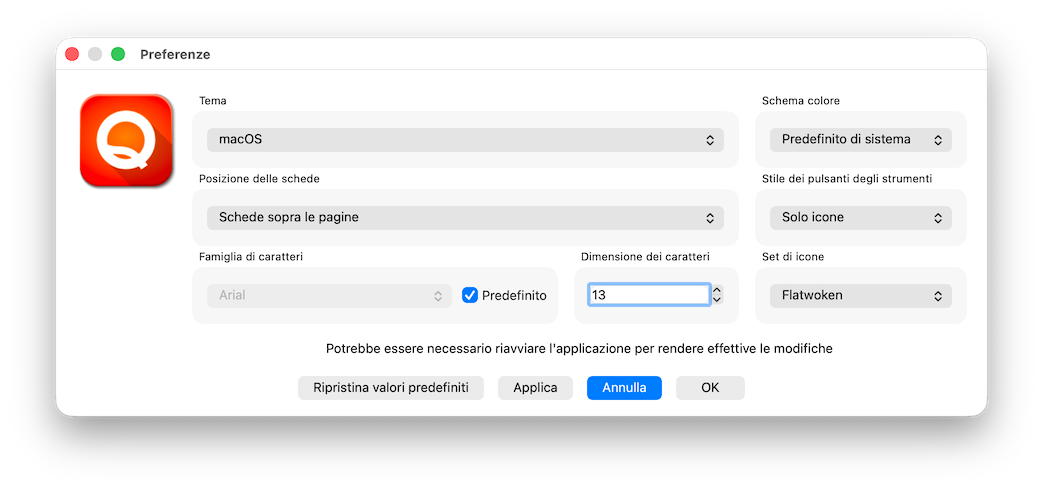 Preferenze
Tema
Schema colore
macOS
Predefinito di sistema
Posizione delle schede
Stile dei pulsanti degli strumenti
Schede sopra le pagine
Solo icone
Famiglia di caratteri
Dimensione dei caratteri
Set di icone
Arial
Predefinito
13
Flatwoken
Potrebbe essere necessario riavviare l'applicazione per rendere effettive le modifiche
Ripristina valori predefiniti
Applica
Annulla
OK